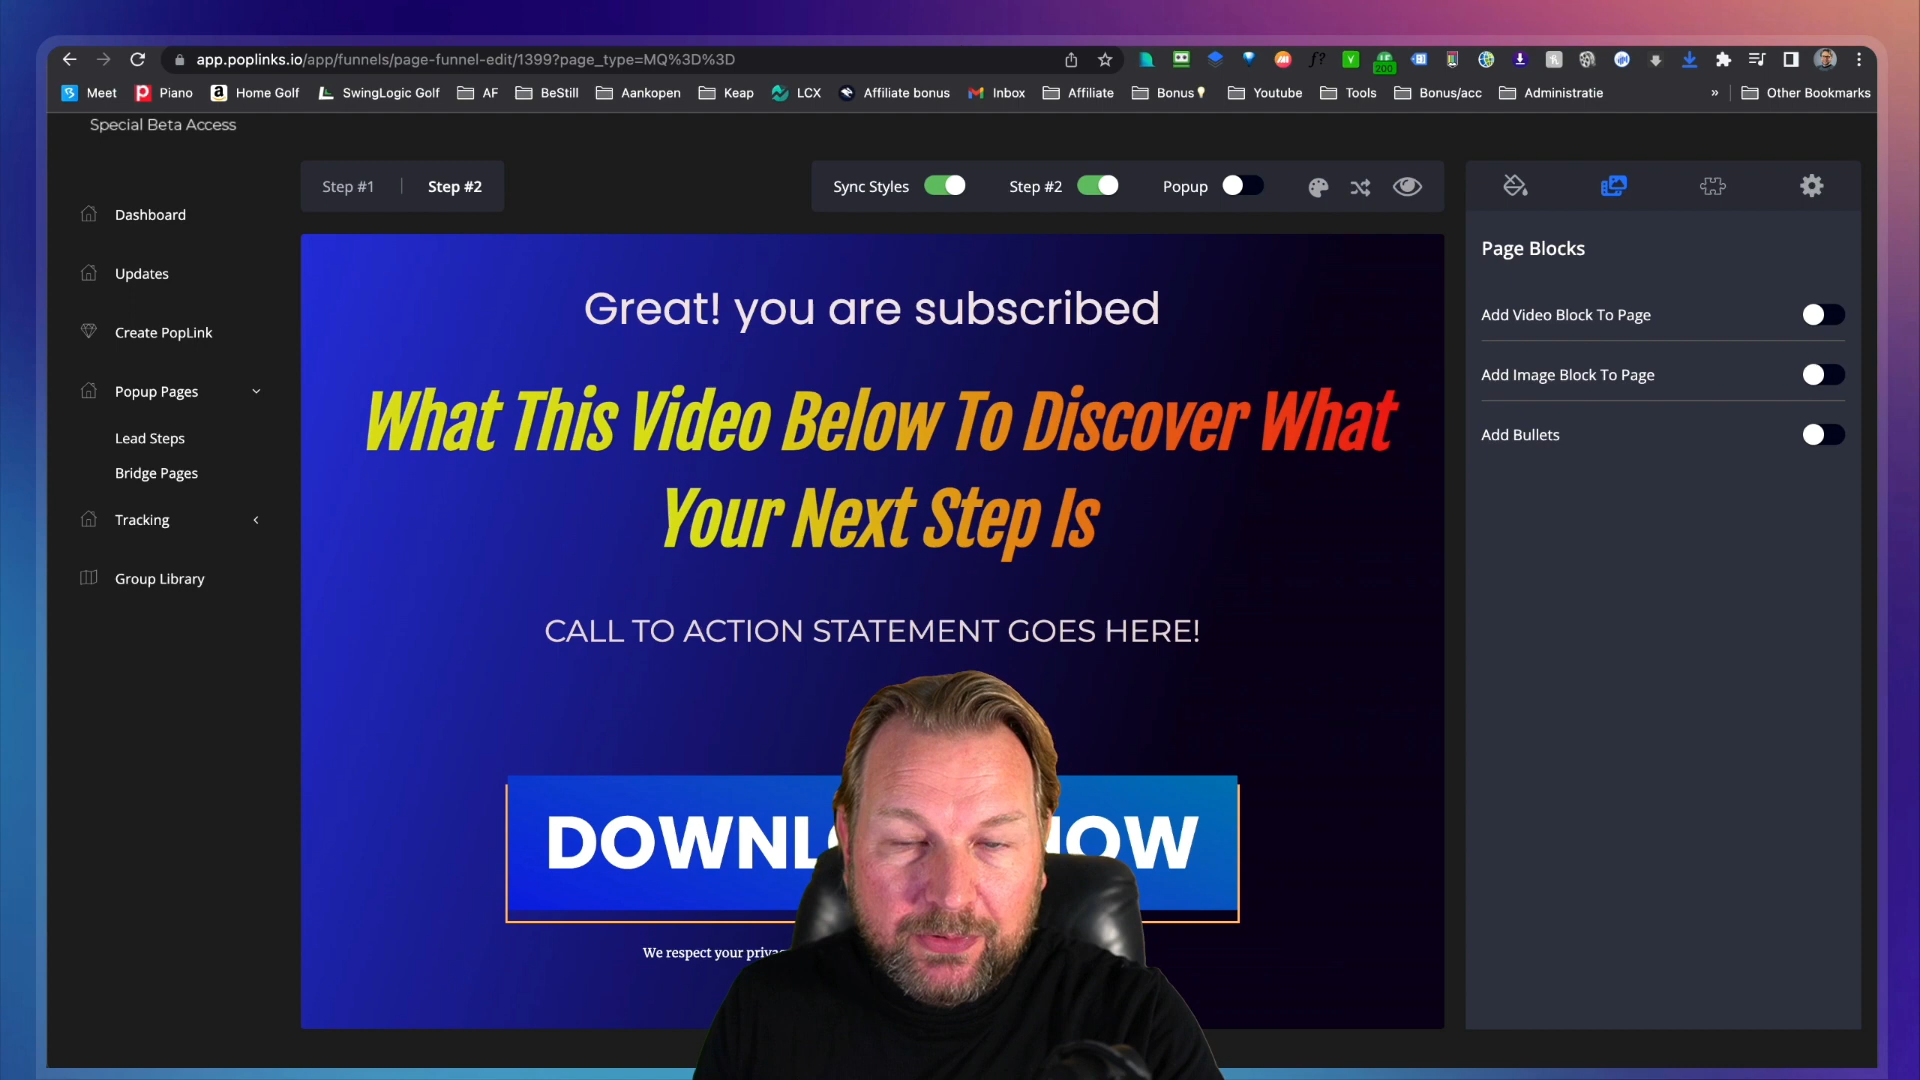 app.poplinks.io/app/funnels/page-funnel-edit/1399?page_type=MQ%3D%3D
200
Meet
Piano
Home Golf
SwingLogic Golf
AF
BeStill
Aankopen
Keap
LCX
Affiliate bonus
Inbox
Affiliate
Bonus
Youtube
Tools
Bonus/acc
Administratie
»
Other Bookmarks
Special Beta Access
Dashboard
Updates
Create PopLink
Popup Pages
Lead Steps
Bridge Pages
Tracking
Group Library
Step #1
Step #2
Sync Styles
Step #2
Popup
Great! you are subscribed
What This Video Below To Discover What
Your Next Step Is
CALL TO ACTION STATEMENT GOES HERE!
We respect your
Page Blocks
Add Video Block To Page
Add Image Block To Page
Add Bullets